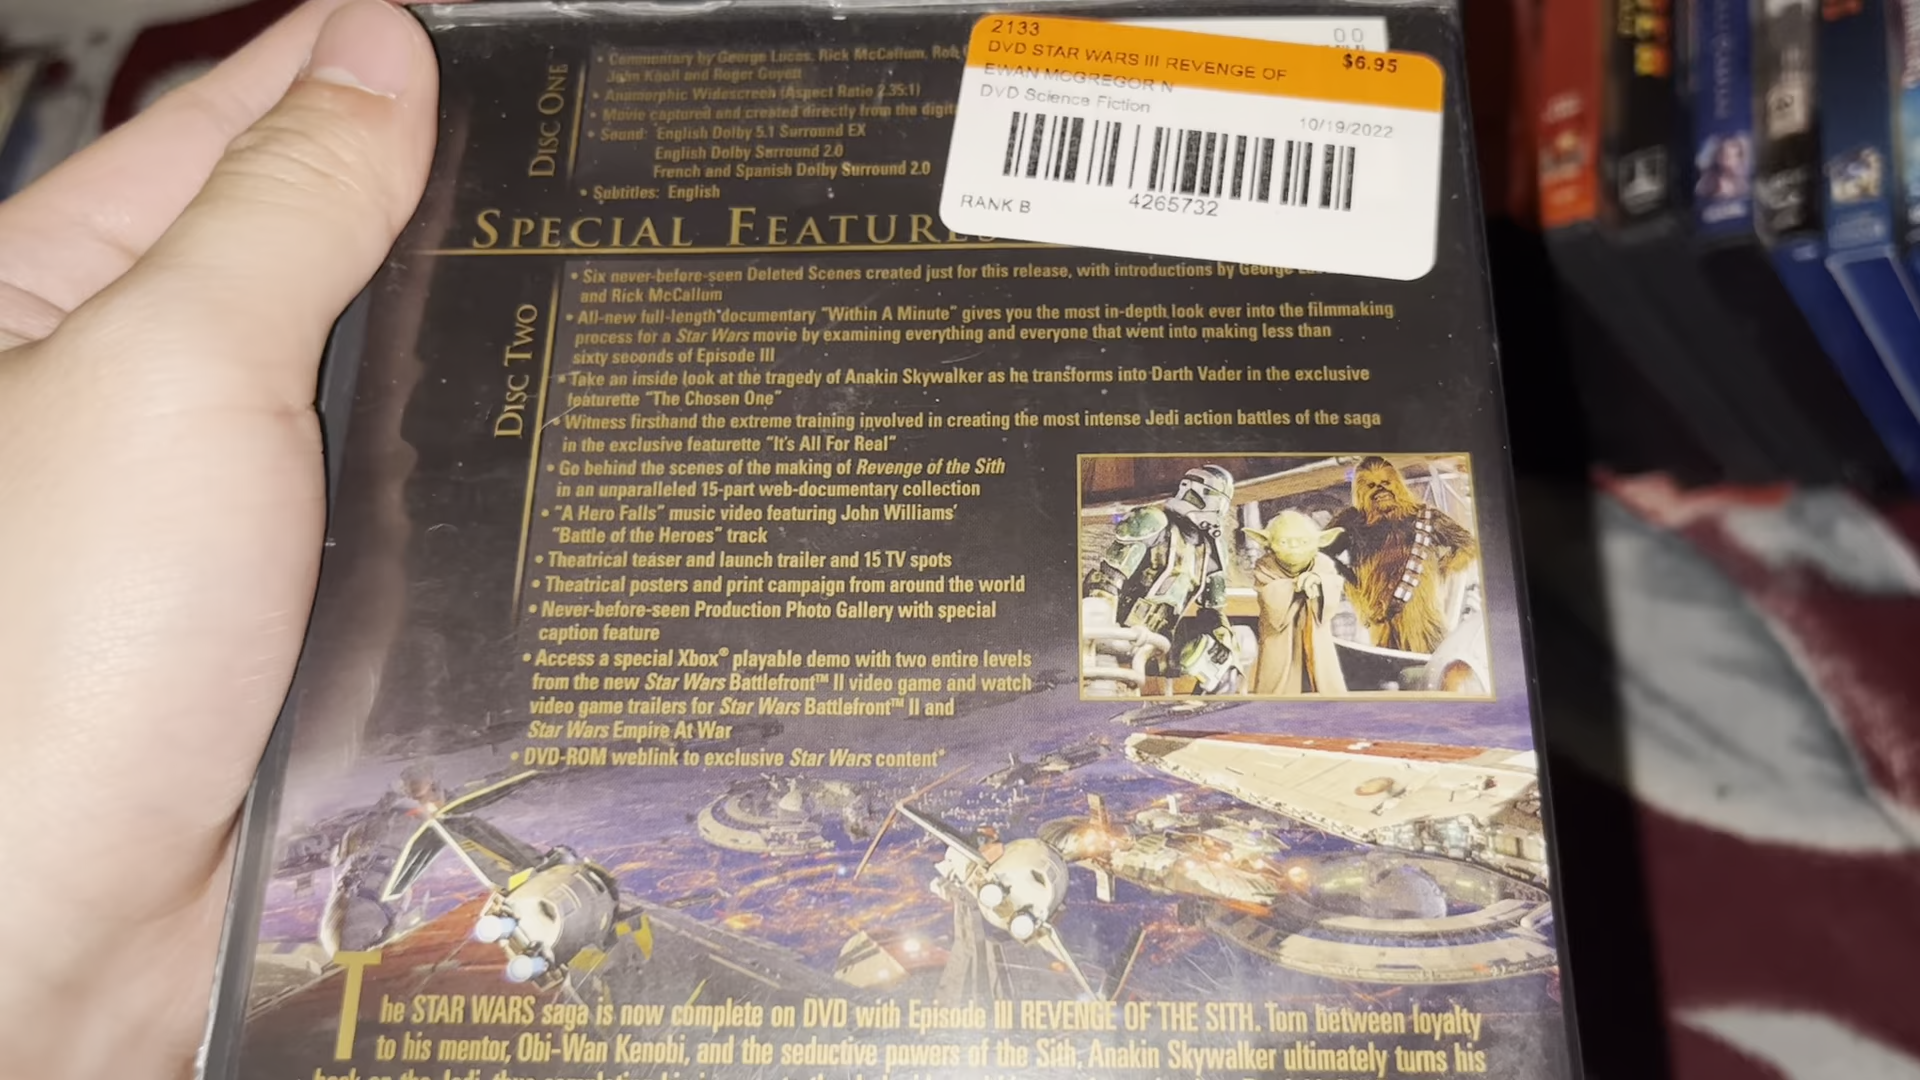 2133
00
DVD STAR WARS III REVENGE OF
$6.95
EWAN MCGREGOR N
DVD Science Fiction
10/19/2022
RANK B
4265732
DISC ONE
• Commentary by George Lucas, Rick McCallum, Rob
John Knoll and Roger Guyett
• Anamorphic Widescreen (Aspect Ratio 2.35:1)
• Movie captured and created directly from the digit
• Sound: English Dolby 5.1 Surround EX
English Dolby Surround 2.0
French and Spanish Dolby Surround 2.0
• Subtitles: English
SPECIAL FEATURES
DISC TWO
• Six never-before-seen Deleted Scenes created just for this release, with introductions by George
and Rick McCallum
• All-new full-length documentary "Within A Minute" gives you the most in-depth look ever into the filmmaking
process for a Star Wars movie by examining everything and everyone that went into making less than
sixty seconds of Episode III
• Take an inside look at the tragedy of Anakin Skywalker as he transforms into Darth Vader in the exclusive
featurette "The Chosen One"
• Witness firsthand the extreme training involved in creating the most intense Jedi action battles of the saga
in the exclusive featurette "It's All For Real"
• Go behind the scenes of the making of Revenge of the Sith
in an unparalleled 15-part web-documentary collection
• "A Hero Falls" music video featuring John Williams'
"Battle of the Heroes" track
• Theatrical teaser and launch trailer and 15 TV spots
• Theatrical posters and print campaign from around the world
• Never-before-seen Production Photo Gallery with special
caption feature
• Access a special Xbox® playable demo with two entire levels
from the new Star Wars Battlefront™ II video game and watch
video game trailers for Star Wars Battlefront™ II and
Star Wars Empire At War
• DVD-ROM weblink to exclusive Star Wars content*
The STAR WARS saga is now complete on DVD with Episode III REVENGE OF THE SITH. Torn between loyalty
to his mentor, Obi-Wan Kenobi, and the seductive powers of the Sith, Anakin Skywalker ultimately turns his